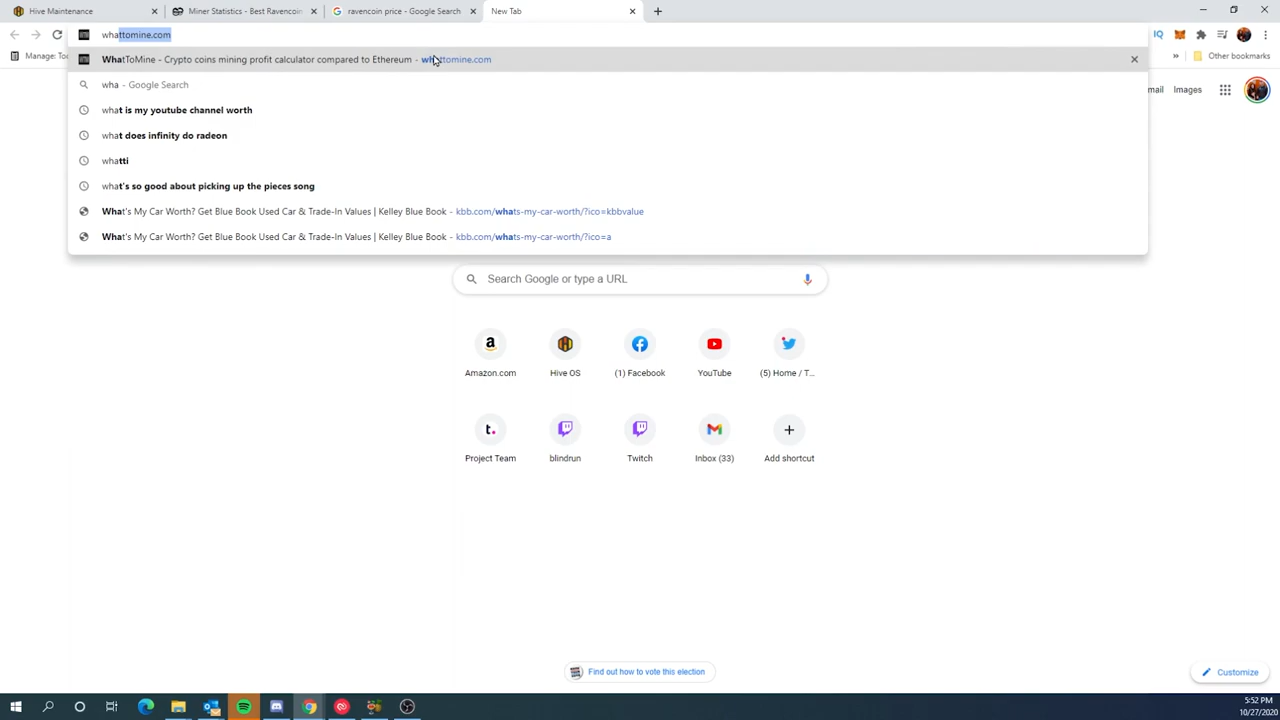 Hive Maintenance
Miner Statistics - Best Ravencoin
ravencoin price - Google Search
New Tab
whattomine.com
Manage: Too
Other bookmarks
WhatToMine - Crypto coins mining profit calculator compared to Ethereum - whattomine.com
wha - Google Search
what is my youtube channel worth
what does infinity do radeon
whatti
what's so good about picking up the pieces song
What's My Car Worth? Get Blue Book Used Car & Trade-In Values | Kelley Blue Book - kbb.com/whats-my-car-worth/?ico=kbbvalue
What's My Car Worth? Get Blue Book Used Car & Trade-In Values | Kelley Blue Book - kbb.com/whats-my-car-worth/?ico=a
mail Images
Search Google or type a URL
Amazon.com
Hive OS
(1) Facebook
YouTube
(5) Home / T...
Project Team
blindrun
Twitch
Inbox (33)
Add shortcut
Find out how to vote this election
Customize
5:52 PM
10/27/2020